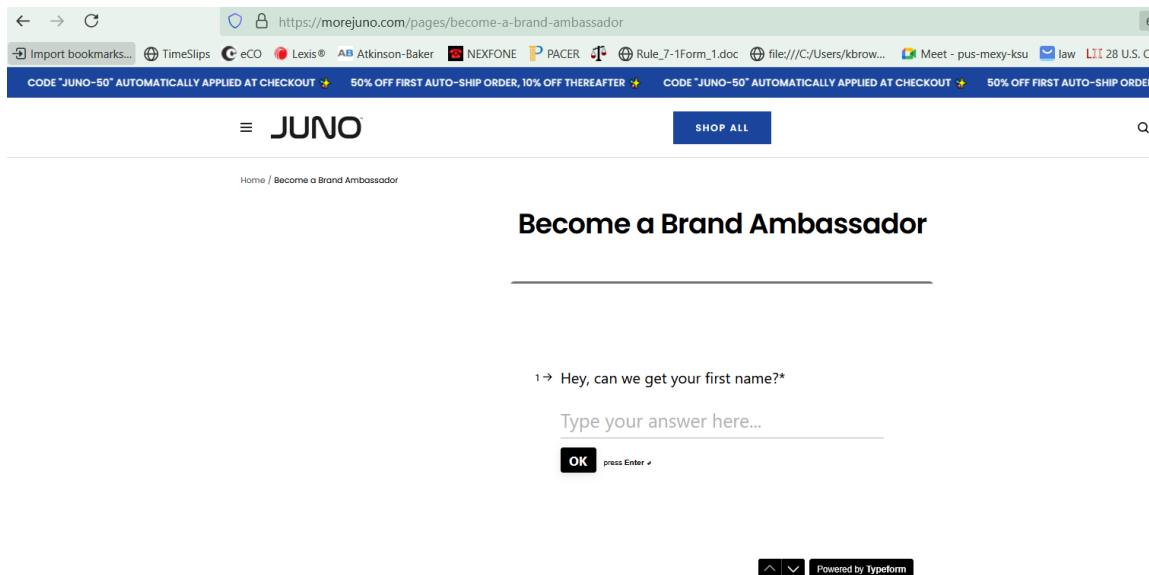 https://morejuno.com/pages/become-a-brand-ambassador
Import bookmarks... TimeSlips eCO Lexis® AB Atkinson-Baker NEXFONE PACER Rule_7-1Form_1.doc file:///C:/Users/kbrow... Meet - pus-mexy-ksu law LII 28 U.S. C
CODE "JUNO-50" AUTOMATICALLY APPLIED AT CHECKOUT 50% OFF FIRST AUTO-SHIP ORDER, 10% OFF THEREAFTER CODE "JUNO-50" AUTOMATICALLY APPLIED AT CHECKOUT 50% OFF FIRST AUTO-SHIP ORDE
JUNO SHOP ALL
Home / Become a Brand Ambassador
Become a Brand Ambassador
1 → Hey, can we get your first name?*
Type your answer here...
OK press Enter ↵
Powered by Typeform